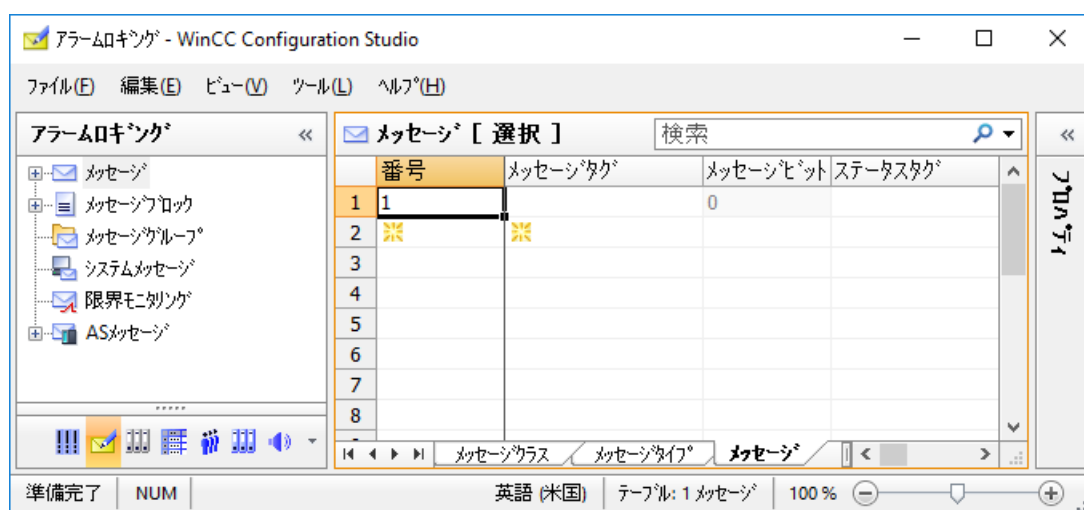 ｱﾗｰﾑﾛｷﾞﾝｸﾞ - WinCC Configuration Studio
ﾌｧｲﾙ(F) 編集(E) ﾋﾞｭｰ(V) ﾂｰﾙ(L) ﾍﾙﾌﾟ(H)
ｱﾗｰﾑﾛｷﾞﾝｸﾞ « ﾒｯｾｰｼﾞ [ 選択 ] 検索 «
番号 ﾒｯｾｰｼﾞﾀｸﾞ ﾒｯｾｰｼﾞﾋﾞｯﾄ ｽﾃｰﾀｽﾀｸﾞ
ﾒｯｾｰｼﾞ
ﾒｯｾｰｼﾞﾌﾞﾛｯｸ
ﾒｯｾｰｼﾞｸﾞﾙｰﾌﾟ
ｼｽﾃﾑﾒｯｾｰｼﾞ
限界ﾓﾆﾀﾘﾝｸﾞ
ASﾒｯｾｰｼﾞ
1 1 0
2
3
4
5
6
7
8
ﾌﾟﾛﾊﾟﾃｨ
ﾒｯｾｰｼﾞｸﾗｽ ﾒｯｾｰｼﾞﾀｲﾌﾟ ﾒｯｾｰｼﾞ
準備完了 NUM 英語 (米国) ﾃｰﾌﾞﾙ: 1 ﾒｯｾｰｼﾞ 100 %